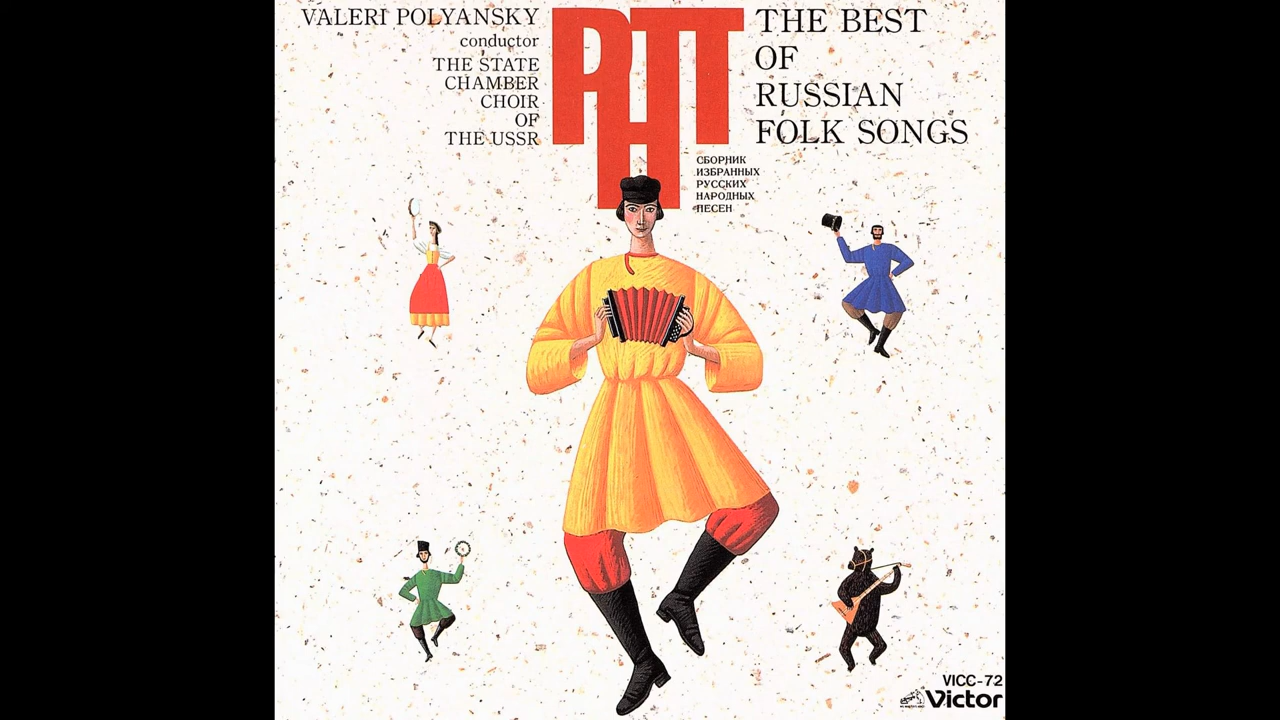 VALERI POLYANSKY
conductor
THE STATE
CHAMBER
CHOIR
OF
THE USSR
РНП
THE BEST
OF
RUSSIAN
FOLK SONGS
СБОРНИК
ИЗБРАННЫХ
РУССКИХ
НАРОДНЫХ
ПЕСЕН
VICC-72
Victor